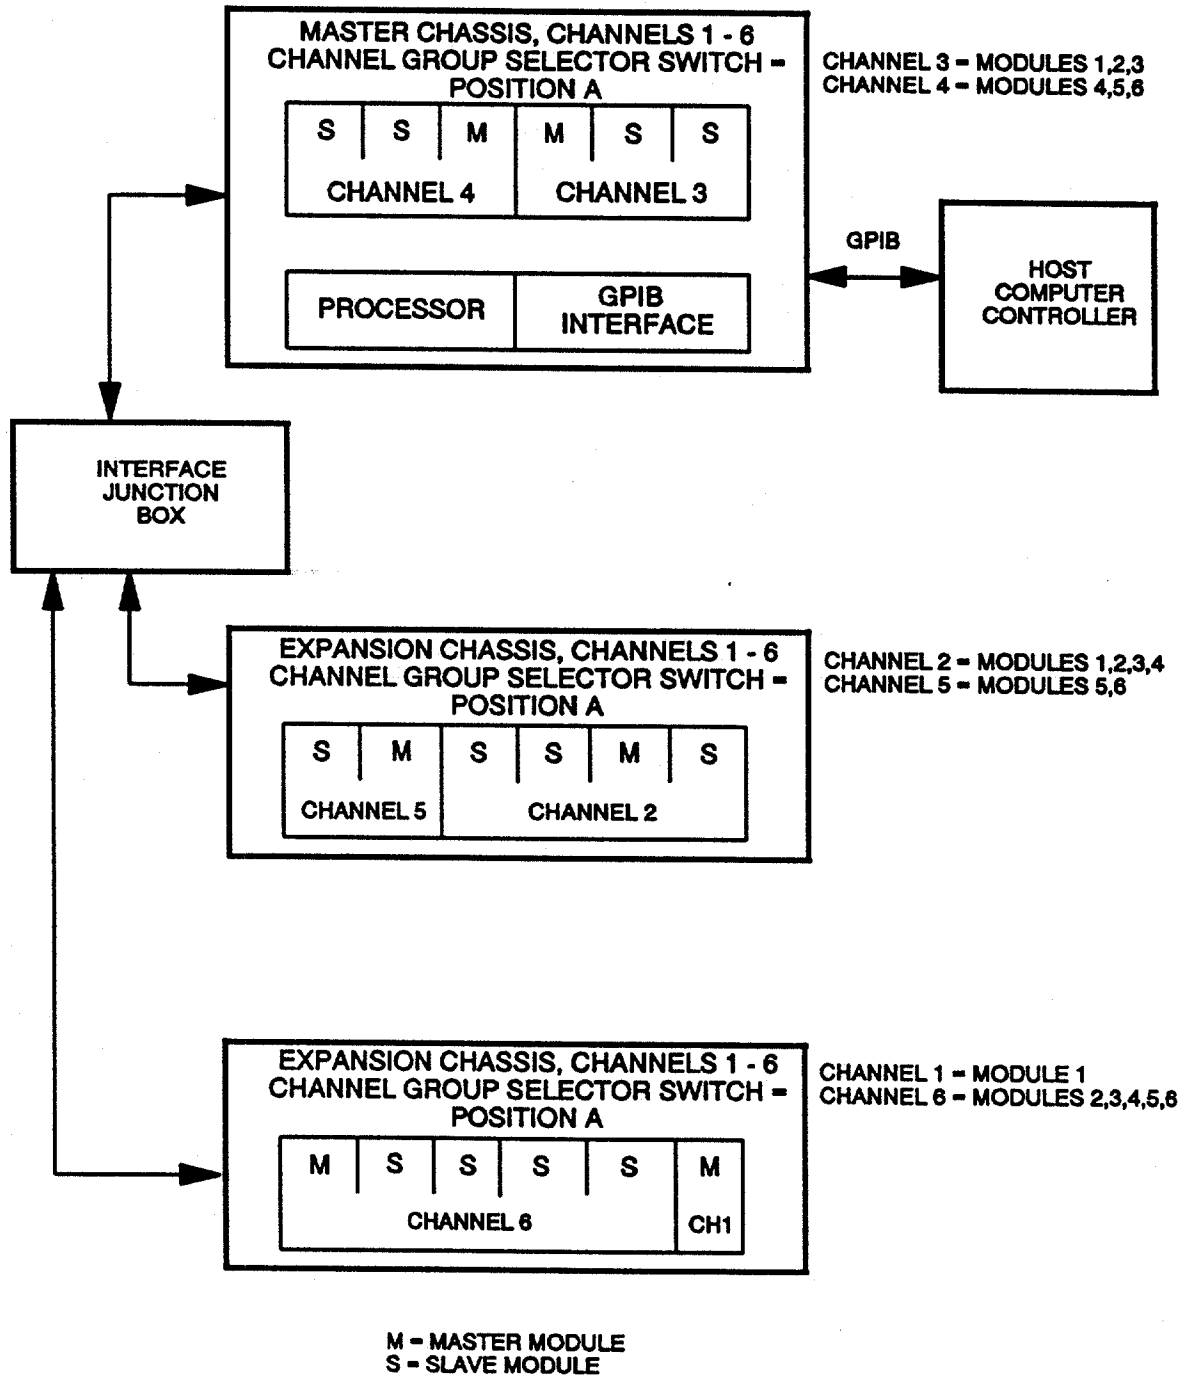 MASTER CHASSIS, CHANNELS 1 - 6
CHANNEL GROUP SELECTOR SWITCH =
POSITION A
CHANNEL 3 = MODULES 1,2,3
CHANNEL 4 = MODULES 4,5,6
S S M M S S
CHANNEL 4 CHANNEL 3
PROCESSOR
GPIB
INTERFACE
GPIB
HOST
COMPUTER
CONTROLLER
INTERFACE
JUNCTION
BOX
EXPANSION CHASSIS, CHANNELS 1 - 6
CHANNEL GROUP SELECTOR SWITCH =
POSITION A
CHANNEL 2 = MODULES 1,2,3,4
CHANNEL 5 = MODULES 5,6
S M S S M S
CHANNEL 5 CHANNEL 2
EXPANSION CHASSIS, CHANNELS 1 - 6
CHANNEL GROUP SELECTOR SWITCH =
POSITION A
CHANNEL 1 = MODULE 1
CHANNEL 6 = MODULES 2,3,4,5,6
M S S S S M
CHANNEL 6 CH1
M = MASTER MODULE
S = SLAVE MODULE